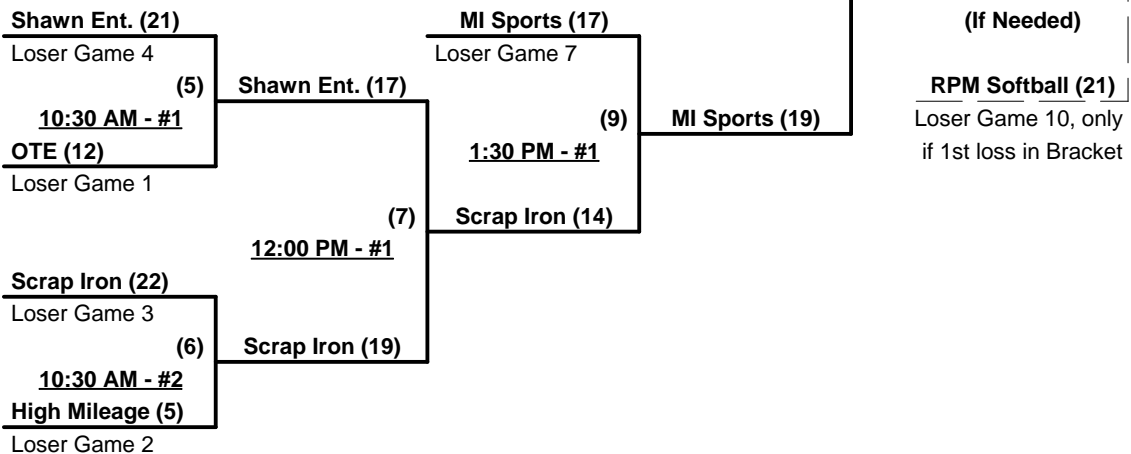 Shawn Ent. (21)
Loser Game 4
(5)
10:30 AM - #1
OTE (12)
Loser Game 1
Shawn Ent. (17)
(7)
12:00 PM - #1
Scrap Iron (22)
Loser Game 3
(6)
10:30 AM - #2
High Mileage (5)
Loser Game 2
Scrap Iron (19)
MI Sports (17)
Loser Game 7
(9)
1:30 PM - #1
Scrap Iron (14)
MI Sports (19)
(If Needed)
RPM Softball (21)
Loser Game 10, only
if 1st loss in Bracket